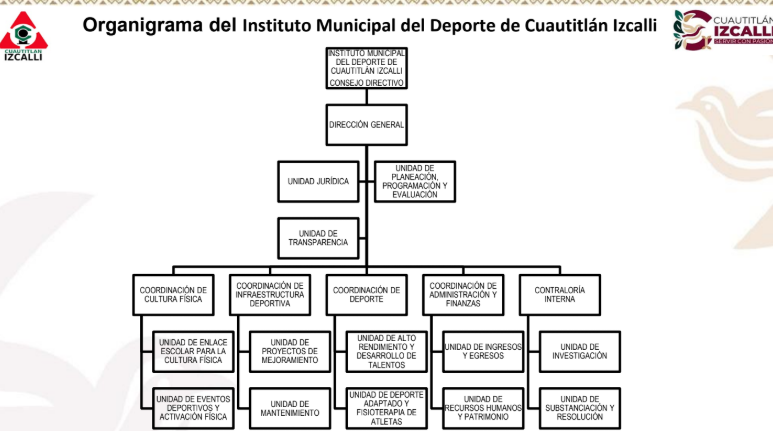 Organigrama del Instituto Municipal del Deporte de Cuautitlán Izcalli
CUAUTITLÁN
IZCALLI
CUAUTITLÁN
IZCALLI
SERVIR CON PASIÓN
INSTITUTO MUNICIPAL
DEL DEPORTE DE
CUAUTITLÁN IZCALLI
CONSEJO DIRECTIVO
DIRECCIÓN GENERAL
UNIDAD JURÍDICA
UNIDAD DE
PLANEACIÓN,
PROGRAMACIÓN Y
EVALUACIÓN
UNIDAD DE
TRANSPARENCIA
COORDINACIÓN DE
CULTURA FÍSICA
COORDINACIÓN DE
INFRAESTRUCTURA
DEPORTIVA
COORDINACIÓN DE
DEPORTE
COORDINACIÓN DE
ADMINISTRACIÓN Y
FINANZAS
CONTRALORÍA
INTERNA
UNIDAD DE ENLACE
ESCOLAR PARA LA
CULTURA FÍSICA
UNIDAD DE
PROYECTOS DE
MEJORAMIENTO
UNIDAD DE ALTO
RENDIMIENTO Y
DESARROLLO DE
TALENTOS
UNIDAD DE INGRESOS
Y EGRESOS
UNIDAD DE
INVESTIGACIÓN
UNIDAD DE EVENTOS
DEPORTIVOS Y
ACTIVACIÓN FÍSICA
UNIDAD DE
MANTENIMIENTO
UNIDAD DE DEPORTE
ADAPTADO Y
FISIOTERAPIA DE
ATLETAS
UNIDAD DE
RECURSOS HUMANOS
Y PATRIMONIO
UNIDAD DE
SUBSTANCIACIÓN Y
RESOLUCIÓN